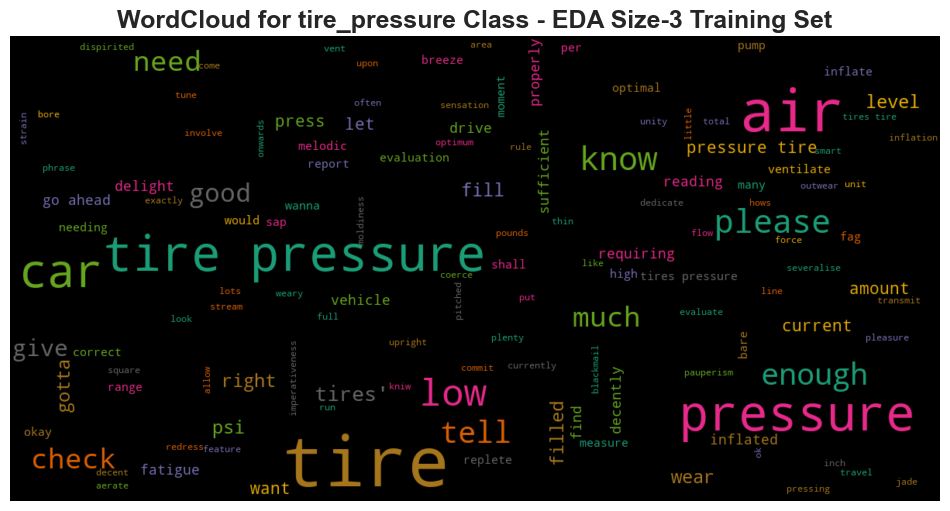 WordCloud for tire_pressure Class - EDA Size-3 Training Set
dispirited
need
come
vent
upon
breeze
area
properly
per
pump
inflate
optimal
air
level
tires tire
strain
bore
tune
involve
onwards
press
let
often
sensation
moment
drive
melodic
optimum
rule
report
evaluation
unity
little
total
pressure tire
smart
inflation
know
ventilate
phrase
delight
go ahead
exactly
good
fill
sufficient
reading
many
outwear
unit
dedicate
hows
needing
would
sap
wanna
moldiness
pounds
thin
flow
please
force
fag
tire pressure
car
shall
coerce
requiring
like
high
tires pressure
severalise
lots
weary
stream
vehicle
pitched
put
line
amount
transmit
look
full
much
evaluate
current
pleasure
give
correct
square
range
gotta
allow
right
imperativeness
upright
plenty
commit
currently
tires'
kniw
run
low
blackmail
decently
pauperism
bare
enough
pressure
okay
psi
tell
filled
find
measure
inflated
ok
check
redress
feature
decent
fatigue
aerate
want
tire
replete
wear
inch
travel
pressing
jade